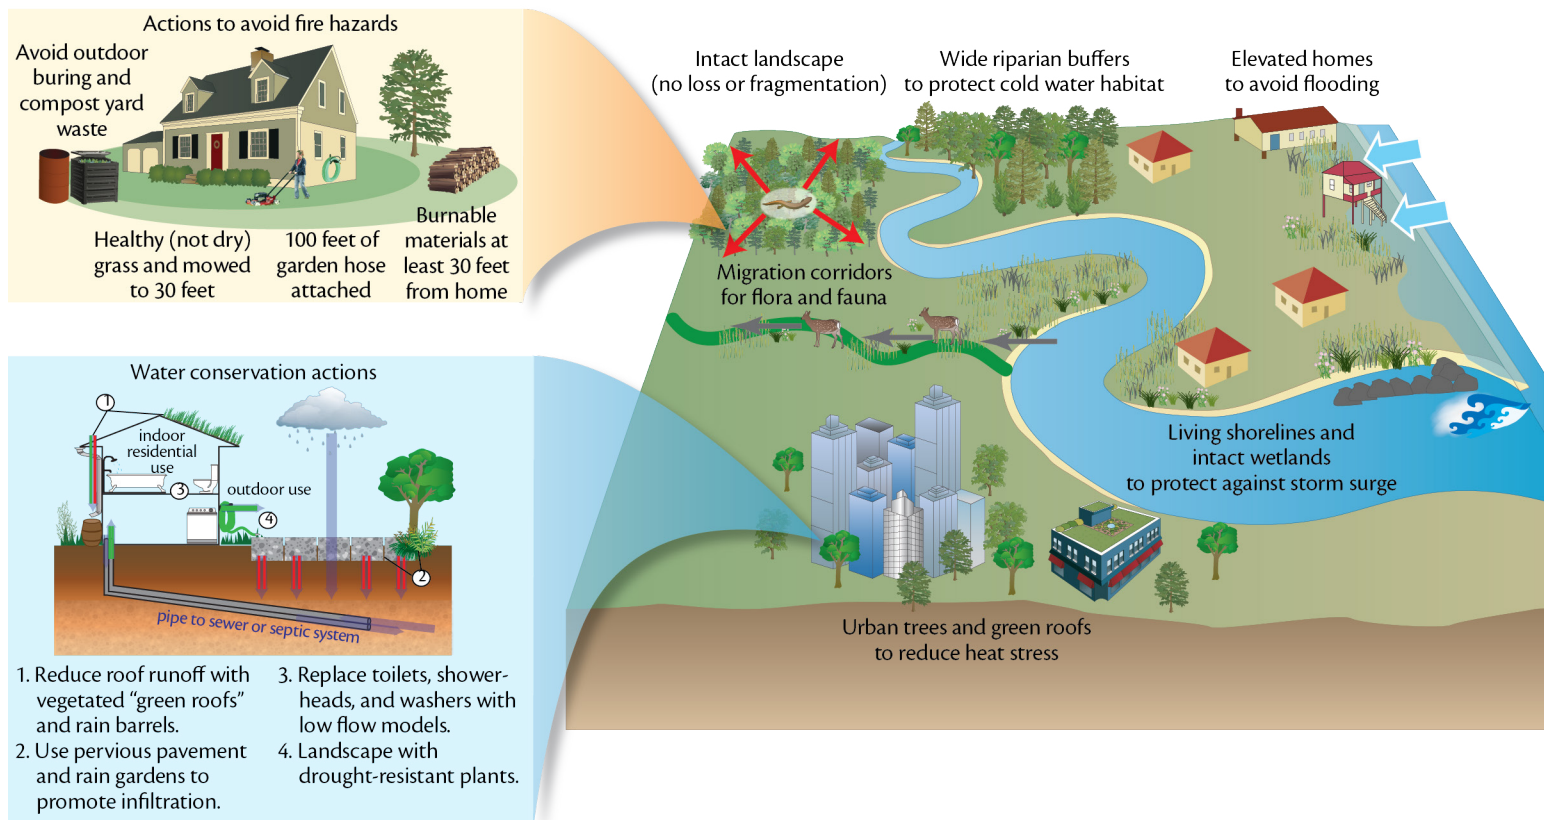 Actions to avoid fire hazards
Avoid outdoor
buring and
compost yard
waste
Healthy (not dry)
grass and mowed
to 30 feet
100 feet of
garden hose
attached
Burnable
materials at
least 30 feet
from home
Water conservation actions
1
indoor
residential
use
3
outdoor use
4
2
pipe to sewer or septic system
1. Reduce roof runoff with
vegetated “green roofs”
and rain barrels.
2. Use pervious pavement
and rain gardens to
promote infiltration.
3. Replace toilets, shower-
heads, and washers with
low flow models.
4. Landscape with
drought-resistant plants.
Intact landscape
(no loss or fragmentation)
Wide riparian buffers
to protect cold water habitat
Elevated homes
to avoid flooding
Migration corridors
for flora and fauna
Living shorelines and
intact wetlands
to protect against storm surge
Urban trees and green roofs
to reduce heat stress